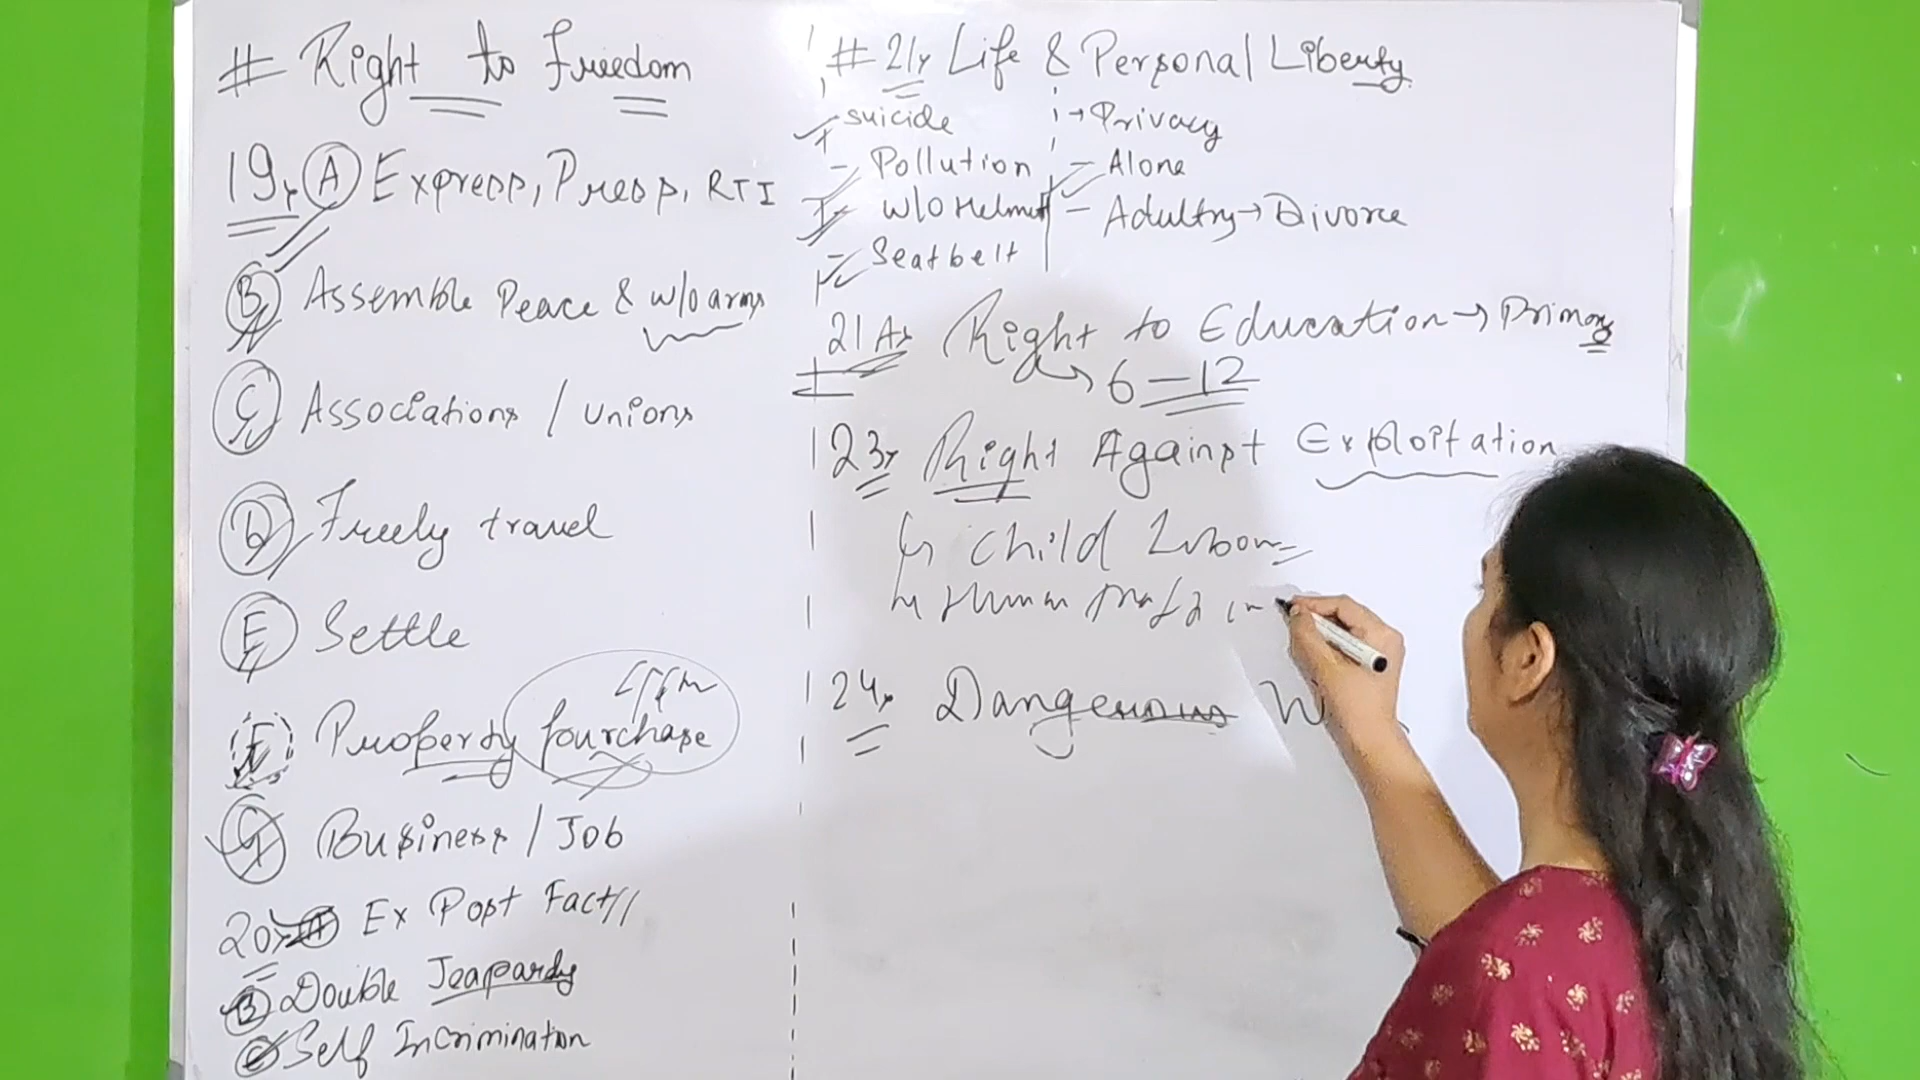 # Right to freedom
19. (A) Express, Press, RTI
(B) Assemble Peace & w/o arms
(C) Associations / unions
(D) Freely travel
(E) Settle
(F) Property purchase
(G) Business / Job
20. (A) Ex Post Fact //
(B) Double Jeapardy
(C) Self Incrimination
# 21. Life & Personal Liberty
suicide
- Pollution
- w/o Helmet
- Seatbelt
→ Privacy
- Alone
- Adultry → Divorce
21A. Right to Education → Primary
↳ 6 - 12
23. Right Against Exploitation
↳ Child Labour
↳ Human
24. Dangerous